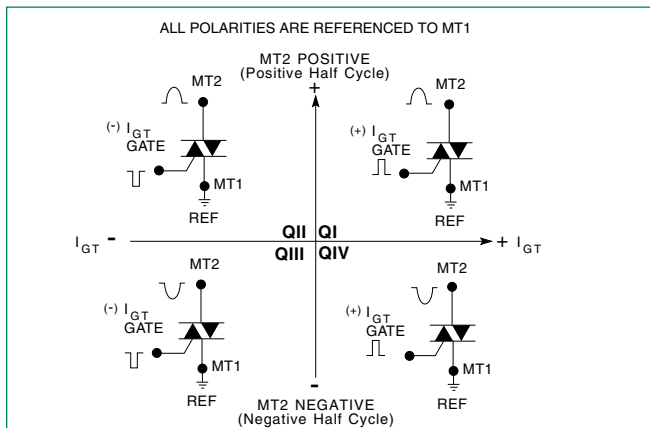 ALL POLARITIES ARE REFERENCED TO MT1
MT2 POSITIVE
(Positive Half Cycle)
+
MT2
(-) IGT
GATE
MT1
REF
MT2
(+) IGT
GATE
MT1
REF
IGT -
QII QI
QIII QIV
+ IGT
MT2
(-) IGT
GATE
MT1
REF
MT2
(+) IGT
GATE
MT1
REF
-
MT2 NEGATIVE
(Negative Half Cycle)